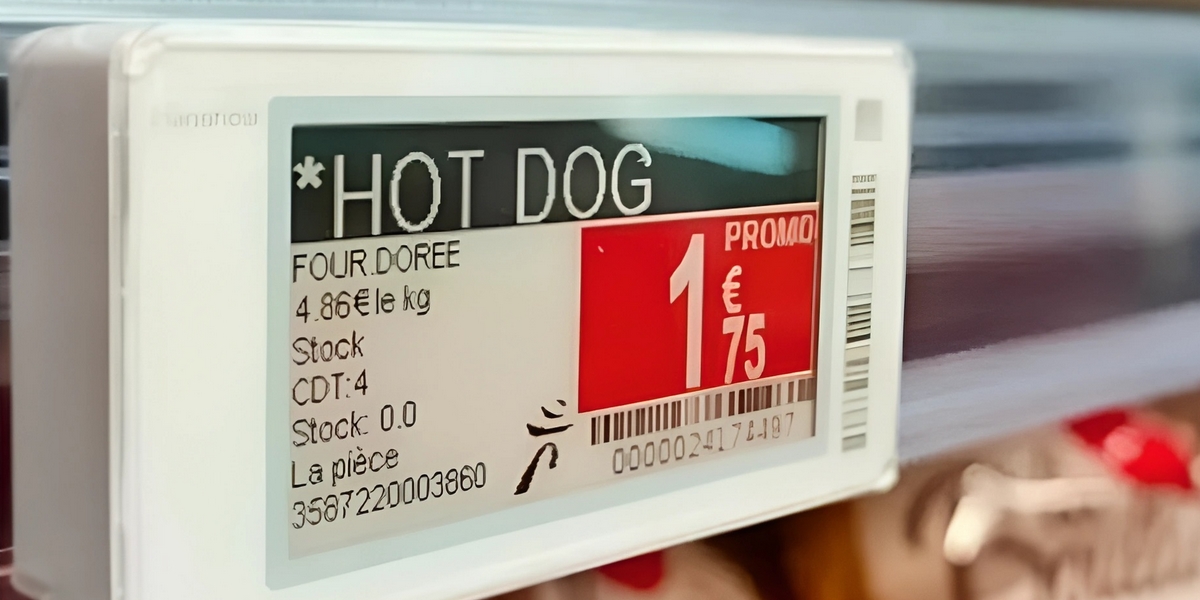 *HOT DOG
FOUR.DOREE
4.86€ le kg
Stock
CDT:4
Stock: 0.0
La pièce
3587220003860
PROMO
1
€
75
0000024174497